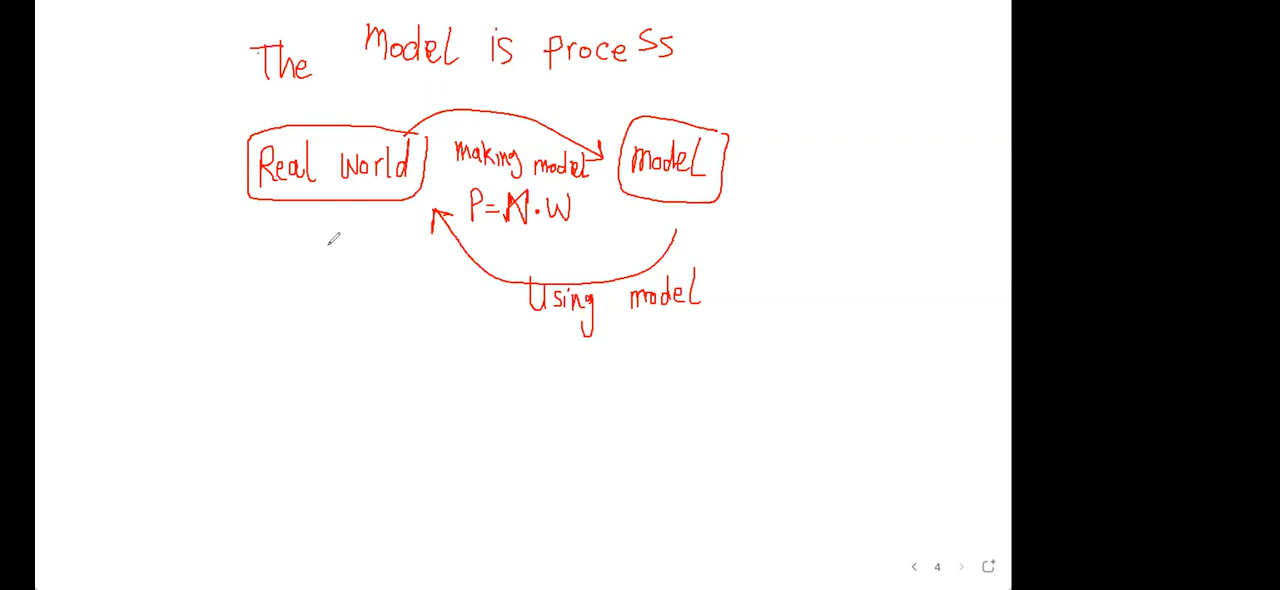 The Model is process
Real World
making model
model
P= N . W
Using model
4